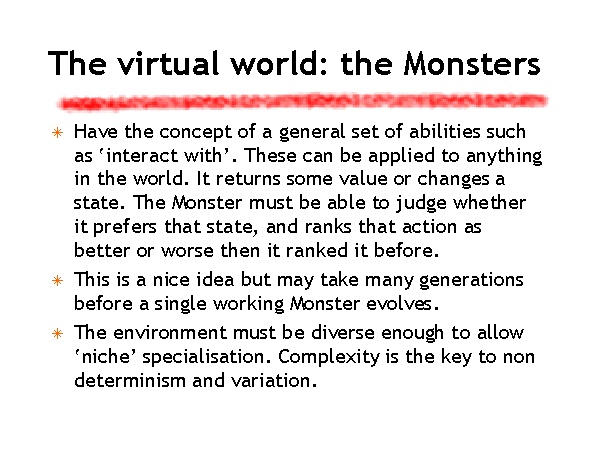 The virtual world: the Monsters
Have the concept of a general set of abilities such
as ‘interact with’. These can be applied to anything
in the world. It returns some value or changes a
state. The Monster must be able to judge whether
it prefers that state, and ranks that action as
better or worse then it ranked it before.
This is a nice idea but may take many generations
before a single working Monster evolves.
The environment must be diverse enough to allow
‘niche’ specialisation. Complexity is the key to non
determinism and variation.